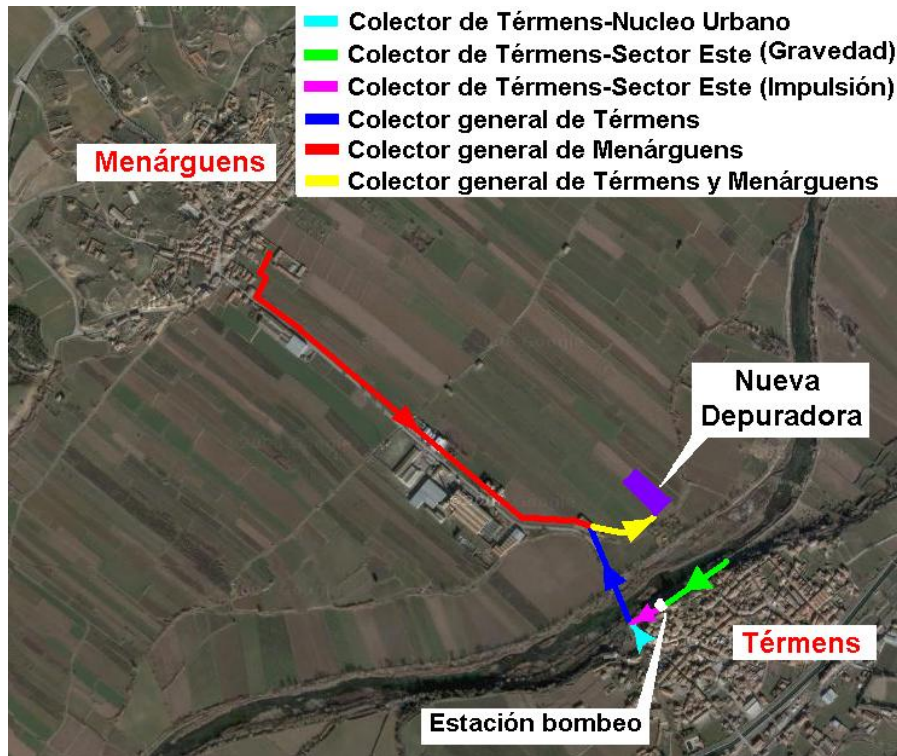 Colector de Térmens-Nucleo Urbano
Colector de Térmens-Sector Este (Gravedad)
Colector de Térmens-Sector Este (Impulsión)
Colector general de Térmens
Colector general de Menárguens
Colector general de Térmens y Menárguens
Menárguens
Nueva
Depuradora
Térmens
Estación bombeo